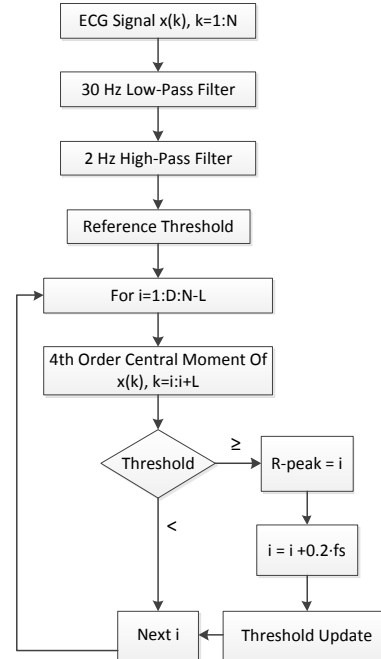 ECG Signal x(k), k=1:N
30 Hz Low-Pass Filter
2 Hz High-Pass Filter
Reference Threshold
For i=1:D:N-L
4th Order Central Moment Of
x(k), k=i:i+L
Threshold
≥
R-peak = i
<
i = i +0.2·fs
Next i
Threshold Update